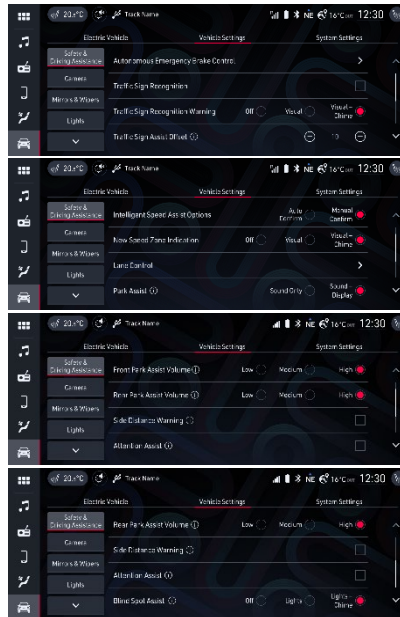 20.5°C Track Name NE 16°C 12:30
Electric Vehicle Vehicle Settings System Settings
Safety &
Driving Assistance
Camera
Mirrors & Wipers
Lights
Autonomous Emergency Brake Control
Traffic Sign Recognition
Traffic Sign Recognition Warning Off Visual Visual +
Chime
Traffic Sign Assist Offset 10
20.5°C Track Name NE 16°C 12:30
Electric Vehicle Vehicle Settings System Settings
Safety &
Driving Assistance
Camera
Mirrors & Wipers
Lights
Intelligent Speed Assist Options Auto
Confirm Manual
Confirm
New Speed Zone Indication Off Visual Visual +
Chime
Lane Control
Park Assist Sound Only Sound +
Display
20.5°C Track Name NE 16°C 12:30
Electric Vehicle Vehicle Settings System Settings
Safety &
Driving Assistance
Camera
Mirrors & Wipers
Lights
Front Park Assist Volume Low Medium High
Rear Park Assist Volume Low Medium High
Side Distance Warning
Attention Assist
20.5°C Track Name NE 16°C 12:30
Electric Vehicle Vehicle Settings System Settings
Safety &
Driving Assistance
Camera
Mirrors & Wipers
Lights
Rear Park Assist Volume Low Medium High
Side Distance Warning
Attention Assist
Blind Spot Assist Off Lights Lights +
Chime